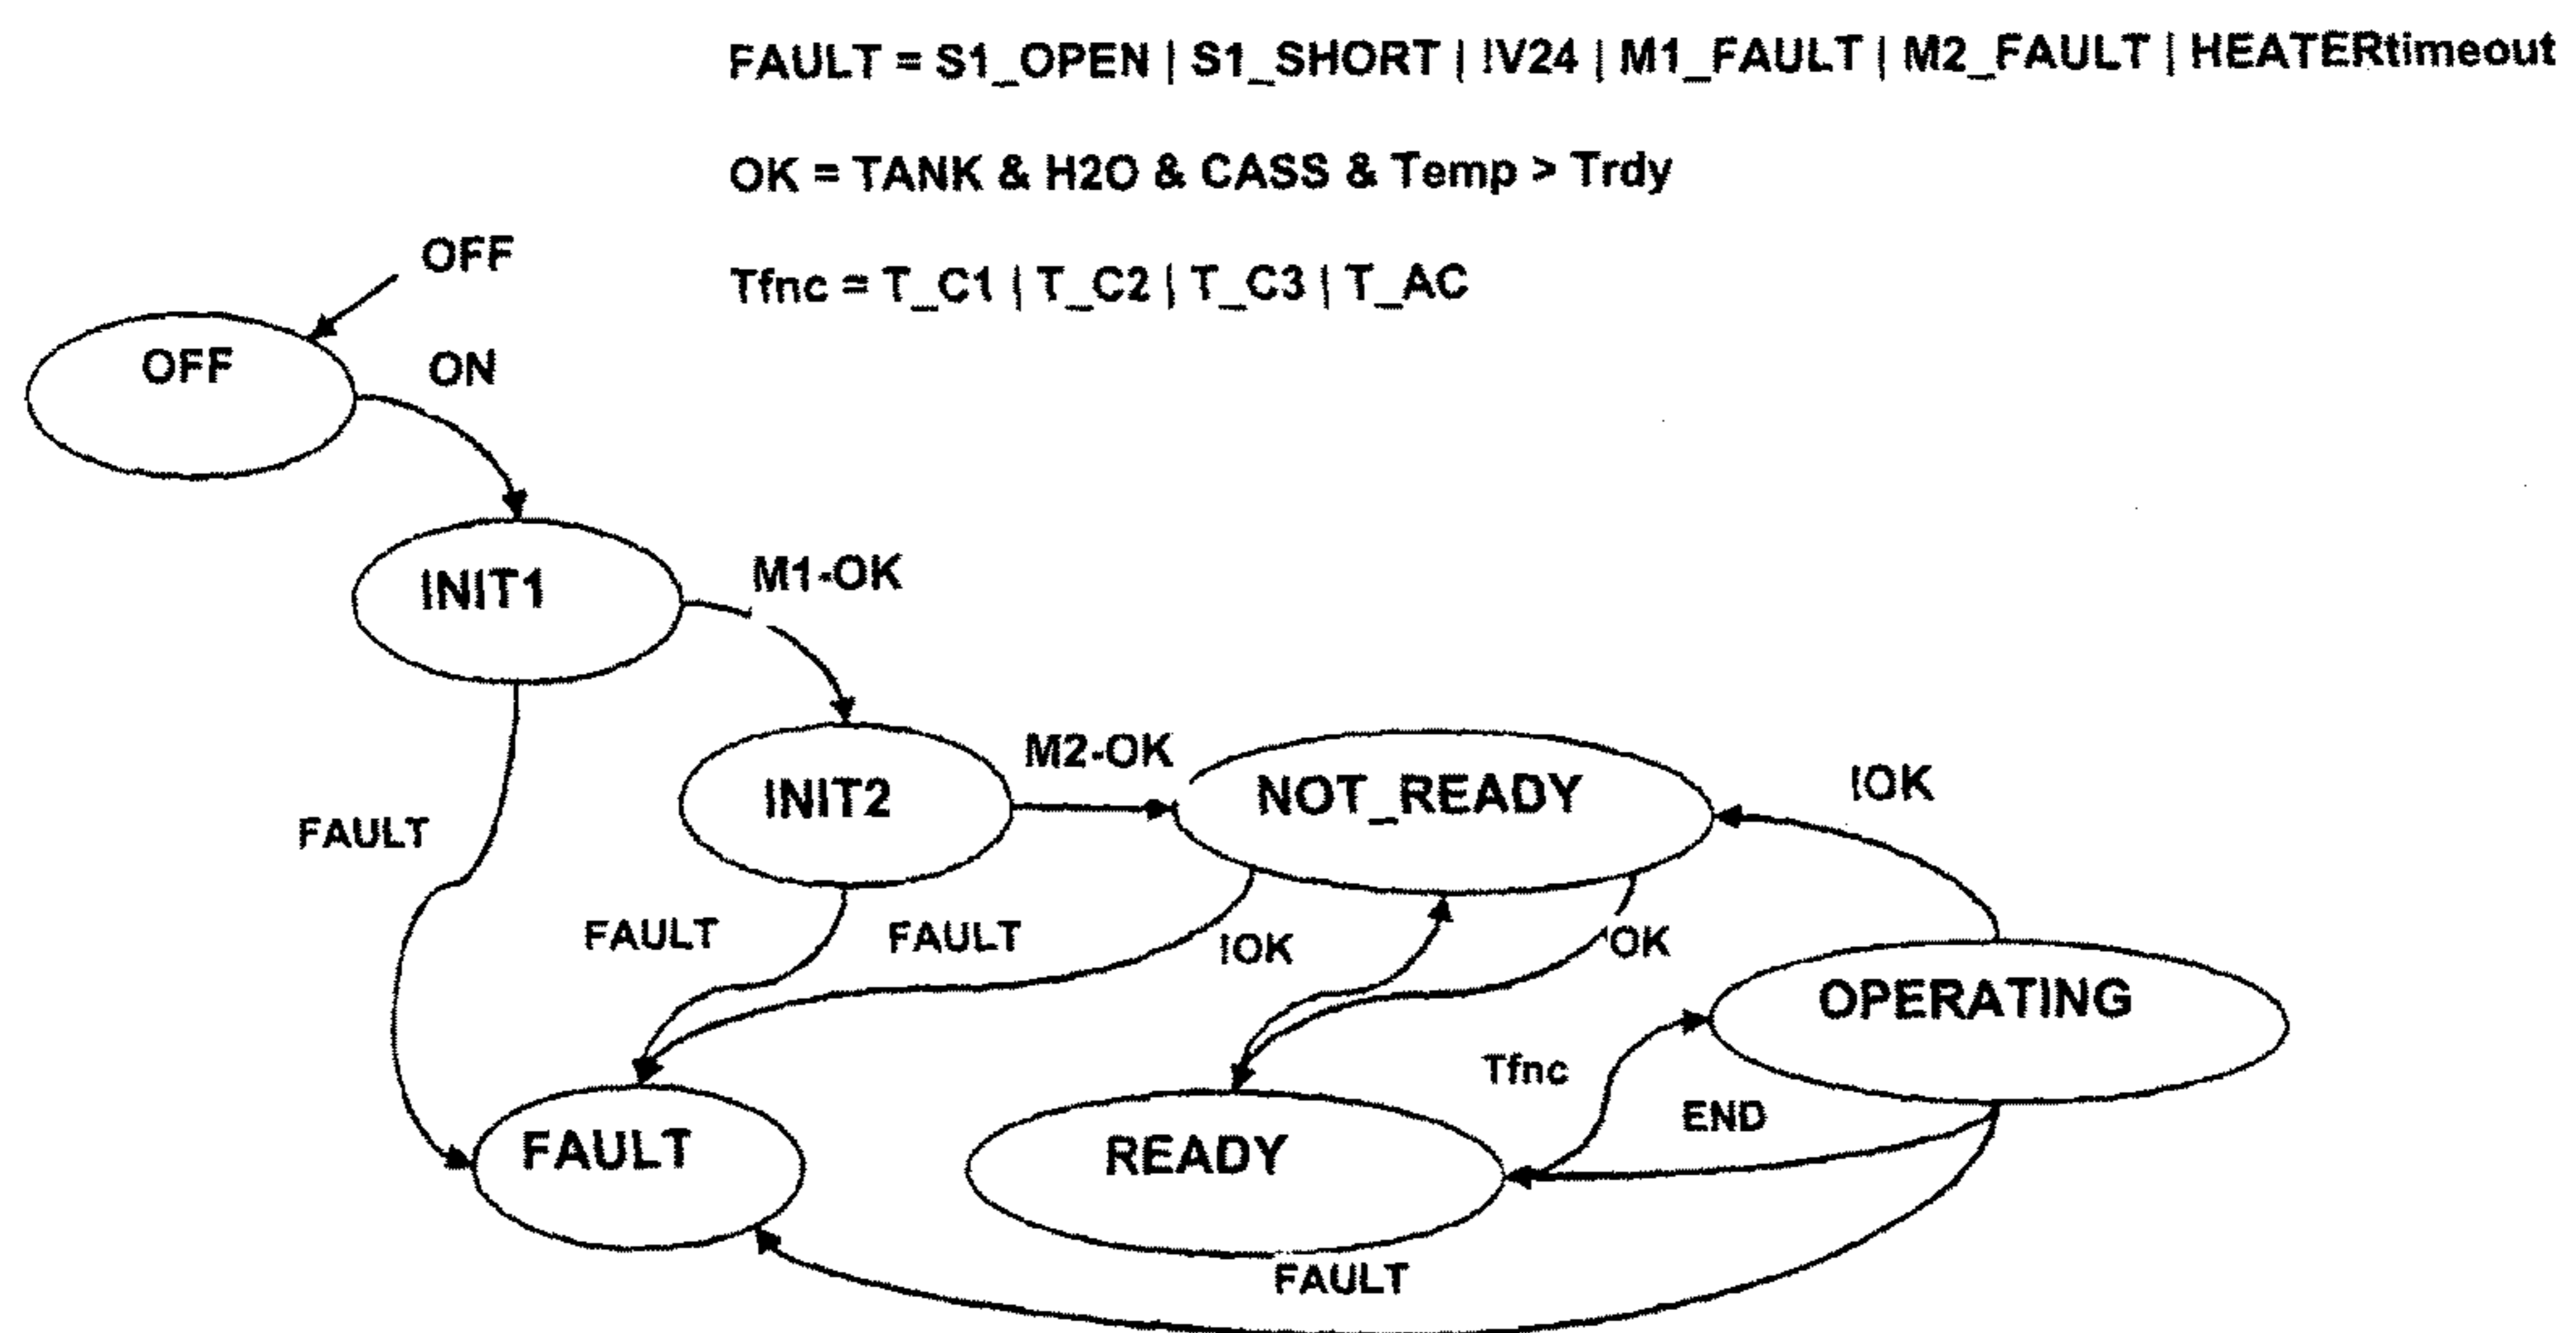 FAULT = S1_OPEN | S1_SHORT | !V24 | M1_FAULT | M2_FAULT | HEATERtimeout
OK = TANK & H2O & CASS & Temp > Trdy
Tfnc = T_C1 | T_C2 | T_C3 | T_AC
OFF
OFF
ON
INIT1
M1-OK
INIT2
M2-OK
NOT_READY
!OK
FAULT
FAULT
FAULT
!OK
OK
OPERATING
Tfnc
END
FAULT
READY
FAULT